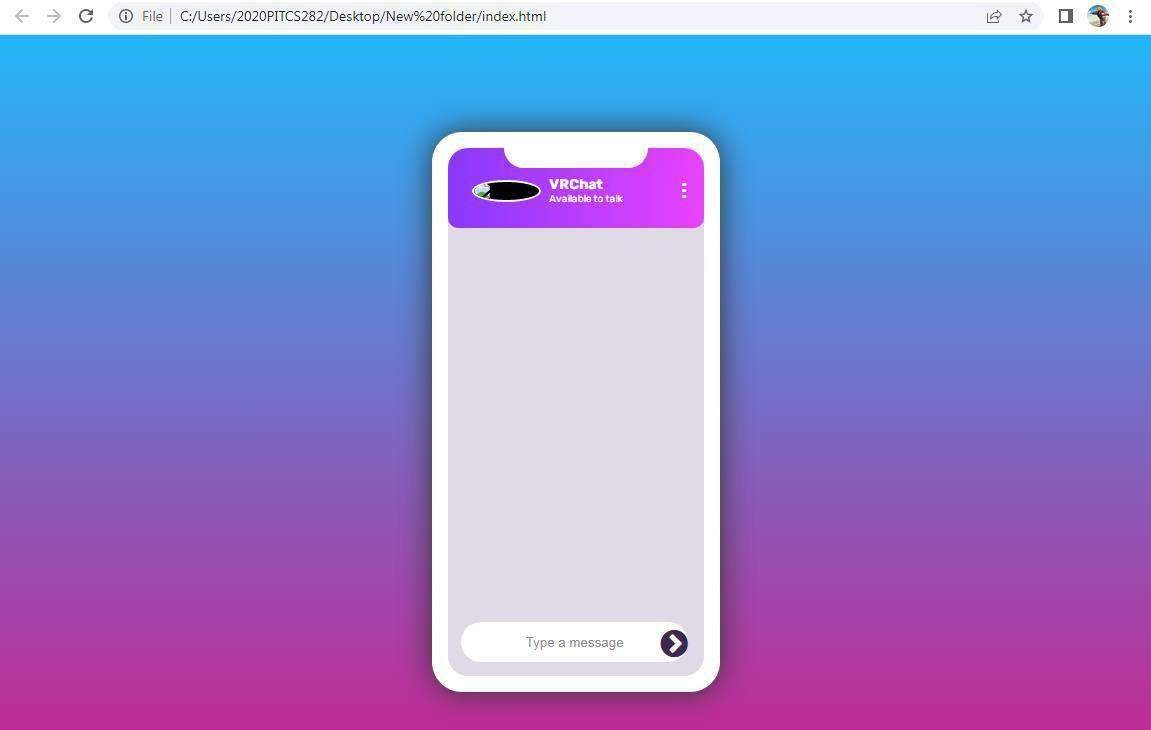 File
C:/Users/2020PITCS282/Desktop/New%20folder/index.html
VRChat
Available to talk
Type a message